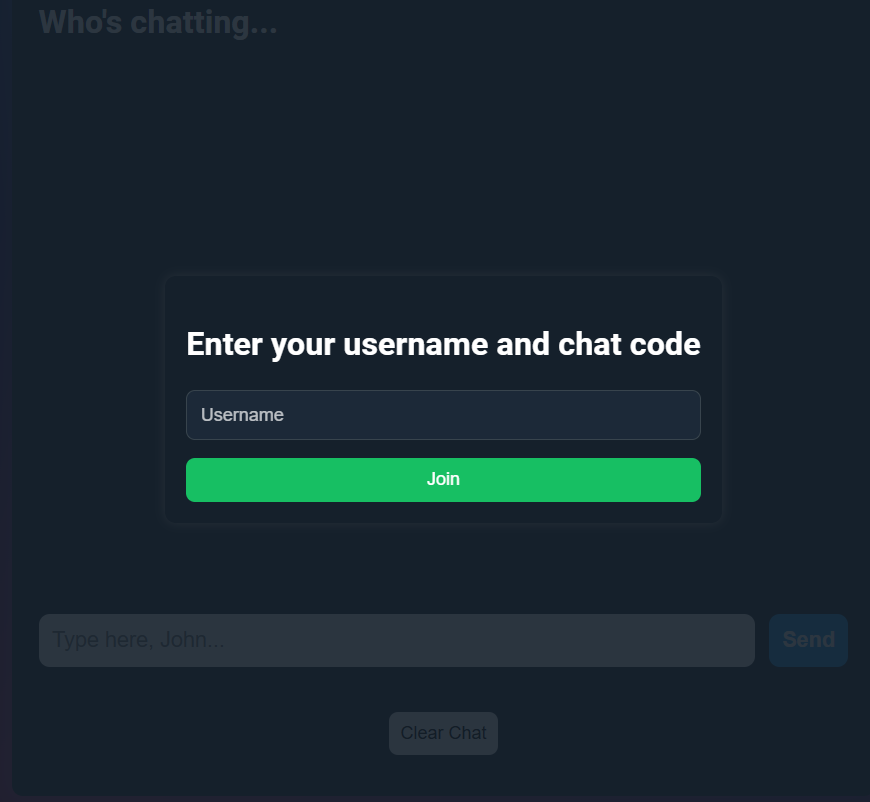 Who's chatting...
Enter your username and chat code
Username
Join
Type here, John...
Send
Clear Chat